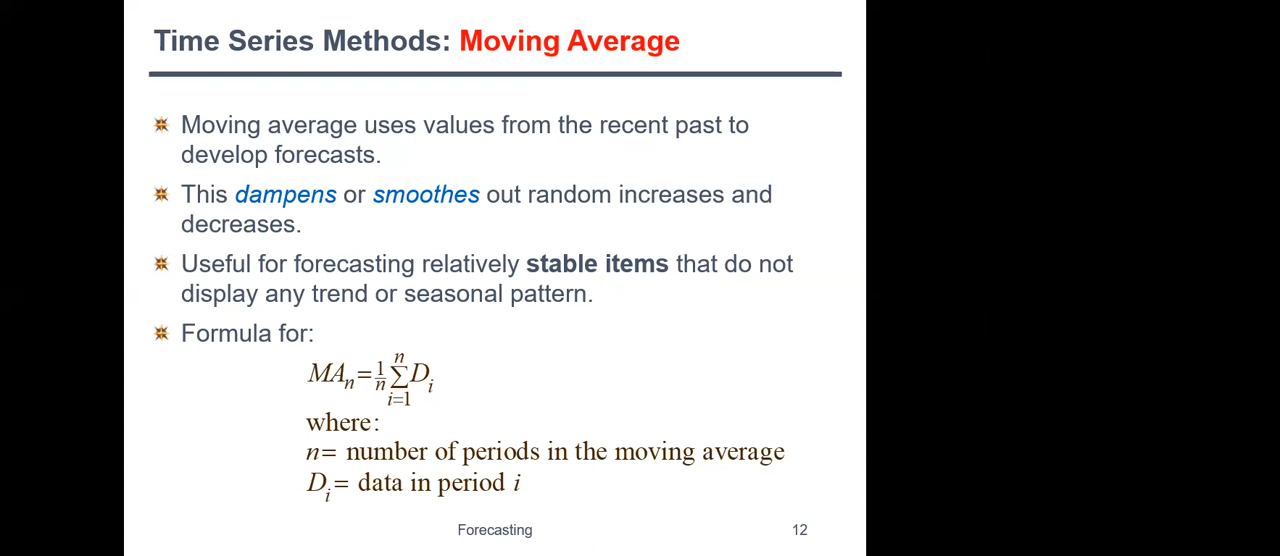 Time Series Methods: Moving Average
Moving average uses values from the recent past to
develop forecasts.
This dampens or smoothes out random increases and
decreases.
Useful for forecasting relatively stable items that do not
display any trend or seasonal pattern.
Formula for:
MAₙ = 1/n ∑ⁿᵢ₌₁ Dᵢ
where:
n= number of periods in the moving average
Dᵢ= data in period i
Forecasting 12